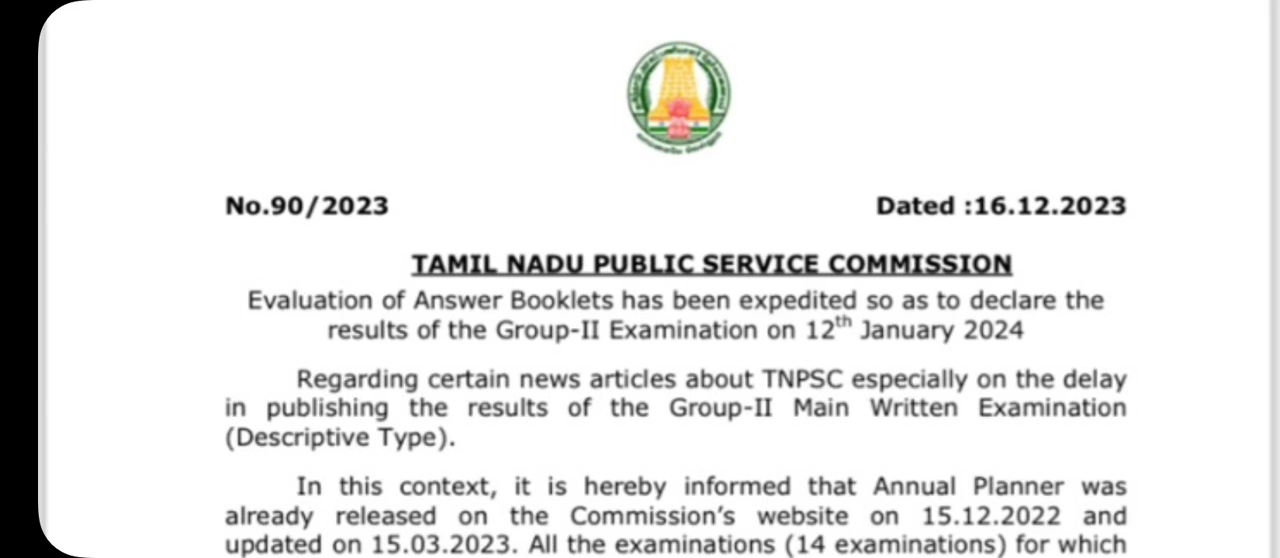 No.90/2023 Dated :16.12.2023
TAMIL NADU PUBLIC SERVICE COMMISSION
Evaluation of Answer Booklets has been expedited so as to declare the
results of the Group-II Examination on 12th January 2024
Regarding certain news articles about TNPSC especially on the delay
in publishing the results of the Group-II Main Written Examination
(Descriptive Type).
In this context, it is hereby informed that Annual Planner was
already released on the Commission's website on 15.12.2022 and
updated on 15.03.2023. All the examinations (14 examinations) for which